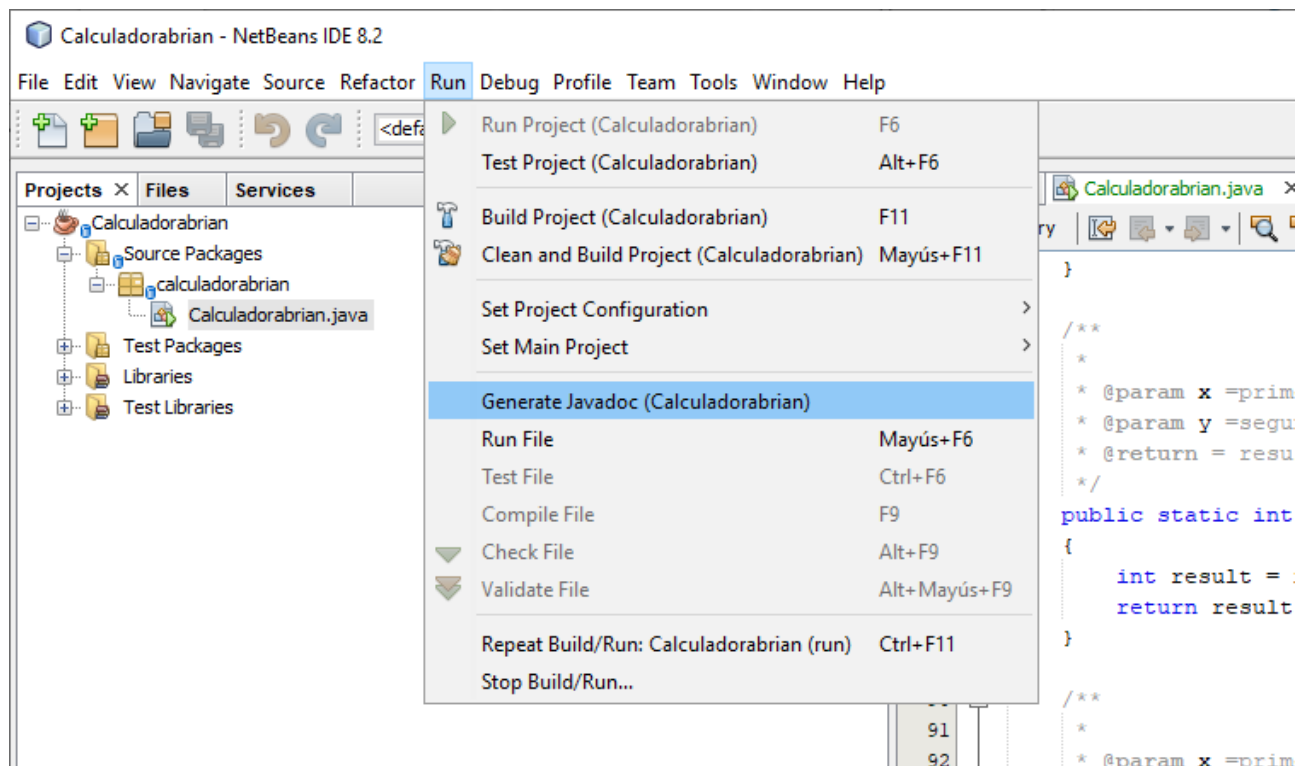 Calculadorabrian - NetBeans IDE 8.2
File Edit View Navigate Source Refactor Run Debug Profile Team Tools Window Help
<defa
Run Project (Calculadorabrian) F6
Test Project (Calculadorabrian) Alt+F6
Build Project (Calculadorabrian) F11
Clean and Build Project (Calculadorabrian) Mayús+F11
Set Project Configuration
Set Main Project
Generate Javadoc (Calculadorabrian)
Run File Mayús+F6
Test File Ctrl+F6
Compile File F9
Check File Alt+F9
Validate File Alt+Mayús+F9
Repeat Build/Run: Calculadorabrian (run) Ctrl+F11
Stop Build/Run...
Projects Files Services
Calculadorabrian
Source Packages
calculadorabrian
Calculadorabrian.java
Test Packages
Libraries
Test Libraries
Calculadorabrian.java
ry
}
/**
*
* @param x =prim
* @param y =segu
* @return = resu
*/
public static int
{
int result =
return result
}
/**
91 *
92 * @param x =prim